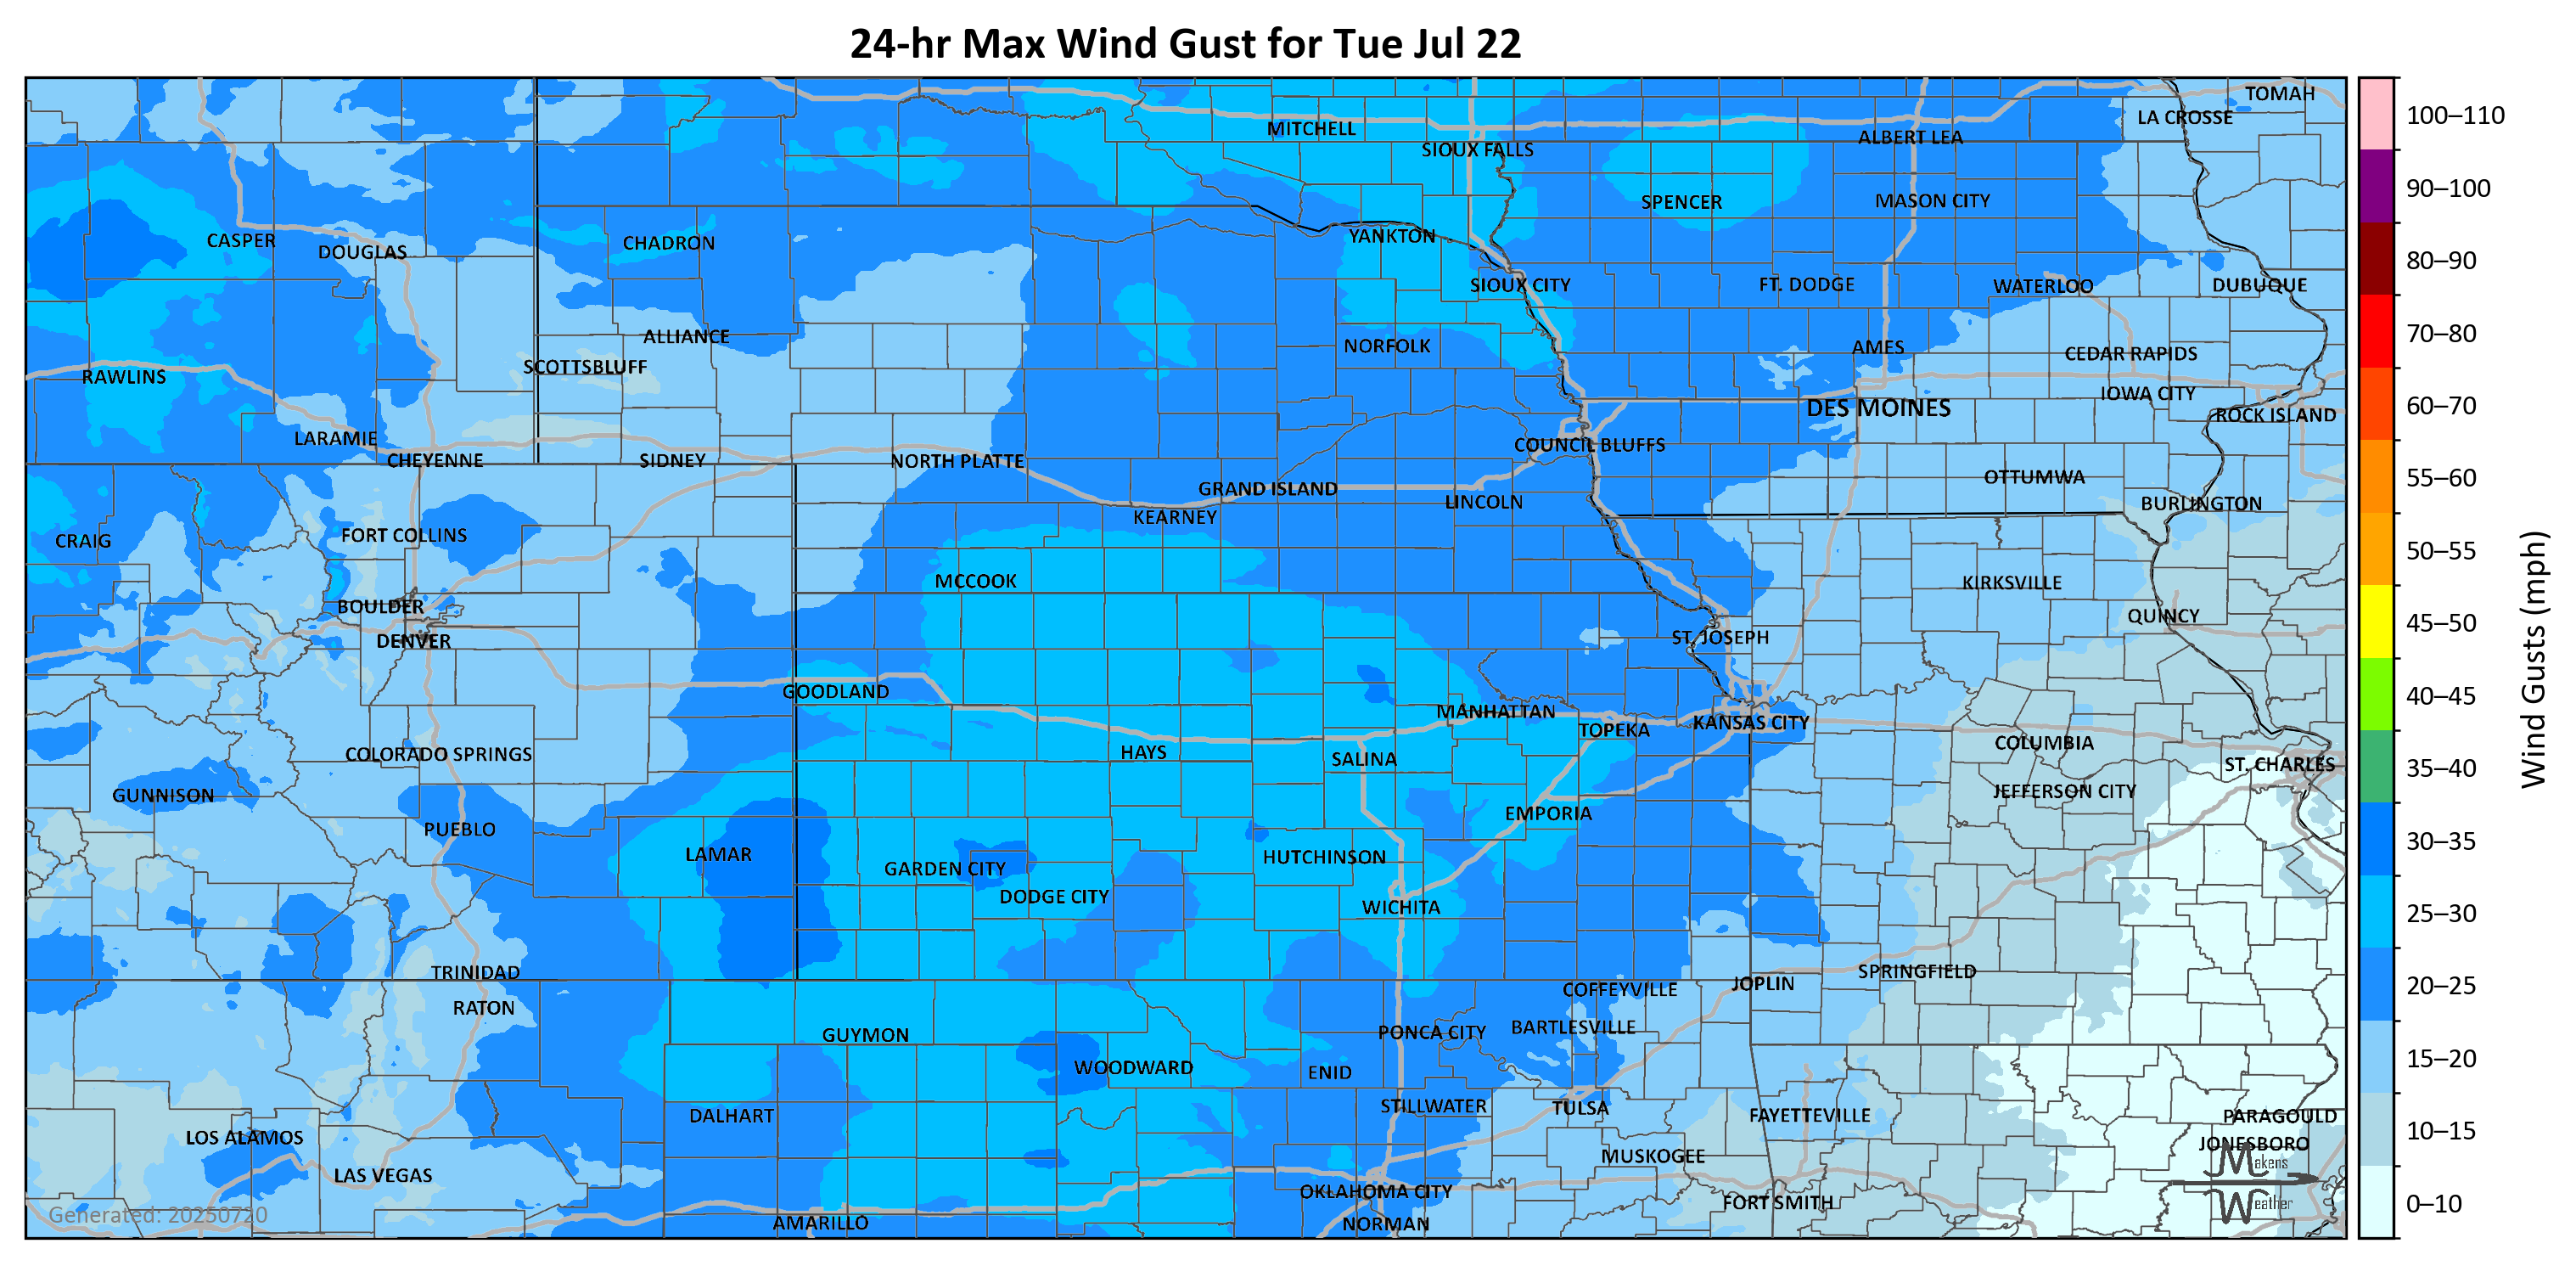 24-hr Max Wind Gust for Tue Jul 22
TOMAH
LA CROSSE
MITCHELL
ALBERT LEA
SIOUX FALLS
SPENCER
MASON CITY
CASPER
DOUGLAS
CHADRON
YANKTON
SIOUX CITY
FT. DODGE
WATERLOO
DUBUQUE
ALLIANCE
NORFOLK
AMES
CEDAR RAPIDS
SCOTTSBLUFF
RAWLINS
IOWA CITY
DES MOINES
ROCK ISLAND
LARAMIE
COUNCIL BLUFFS
CHEYENNE
SIDNEY
NORTH PLATTE
OTTUMWA
GRAND ISLAND
LINCOLN
BURLINGTON
KEARNEY
FORT COLLINS
CRAIG
MCCOOK
KIRKSVILLE
BOULDER
QUINCY
DENVER
ST. JOSEPH
GOODLAND
MANHATTAN
TOPEKA
KANSAS CITY
COLUMBIA
COLORADO SPRINGS
HAYS
SALINA
ST. CHARLES
GUNNISON
JEFFERSON CITY
EMPORIA
PUEBLO
LAMAR
HUTCHINSON
GARDEN CITY
DODGE CITY
WICHITA
TRINIDAD
SPRINGFIELD
JOPLIN
COFFEYVILLE
RATON
GUYMON
PONCA CITY
BARTLESVILLE
WOODWARD
ENID
DALHART
STILLWATER
TULSA
FAYETTEVILLE
PARAGOULD
LOS ALAMOS
JONESBORO
MUSKOGEE
LAS VEGAS
OKLAHOMA CITY
FORT SMITH
AMARILLO
NORMAN
Generated: 20250720
Makens
Weather
100–110
90–100
80–90
70–80
60–70
55–60
50–55
45–50
40–45
35–40
30–35
25–30
20–25
15–20
10–15
0–10
Wind Gusts (mph)